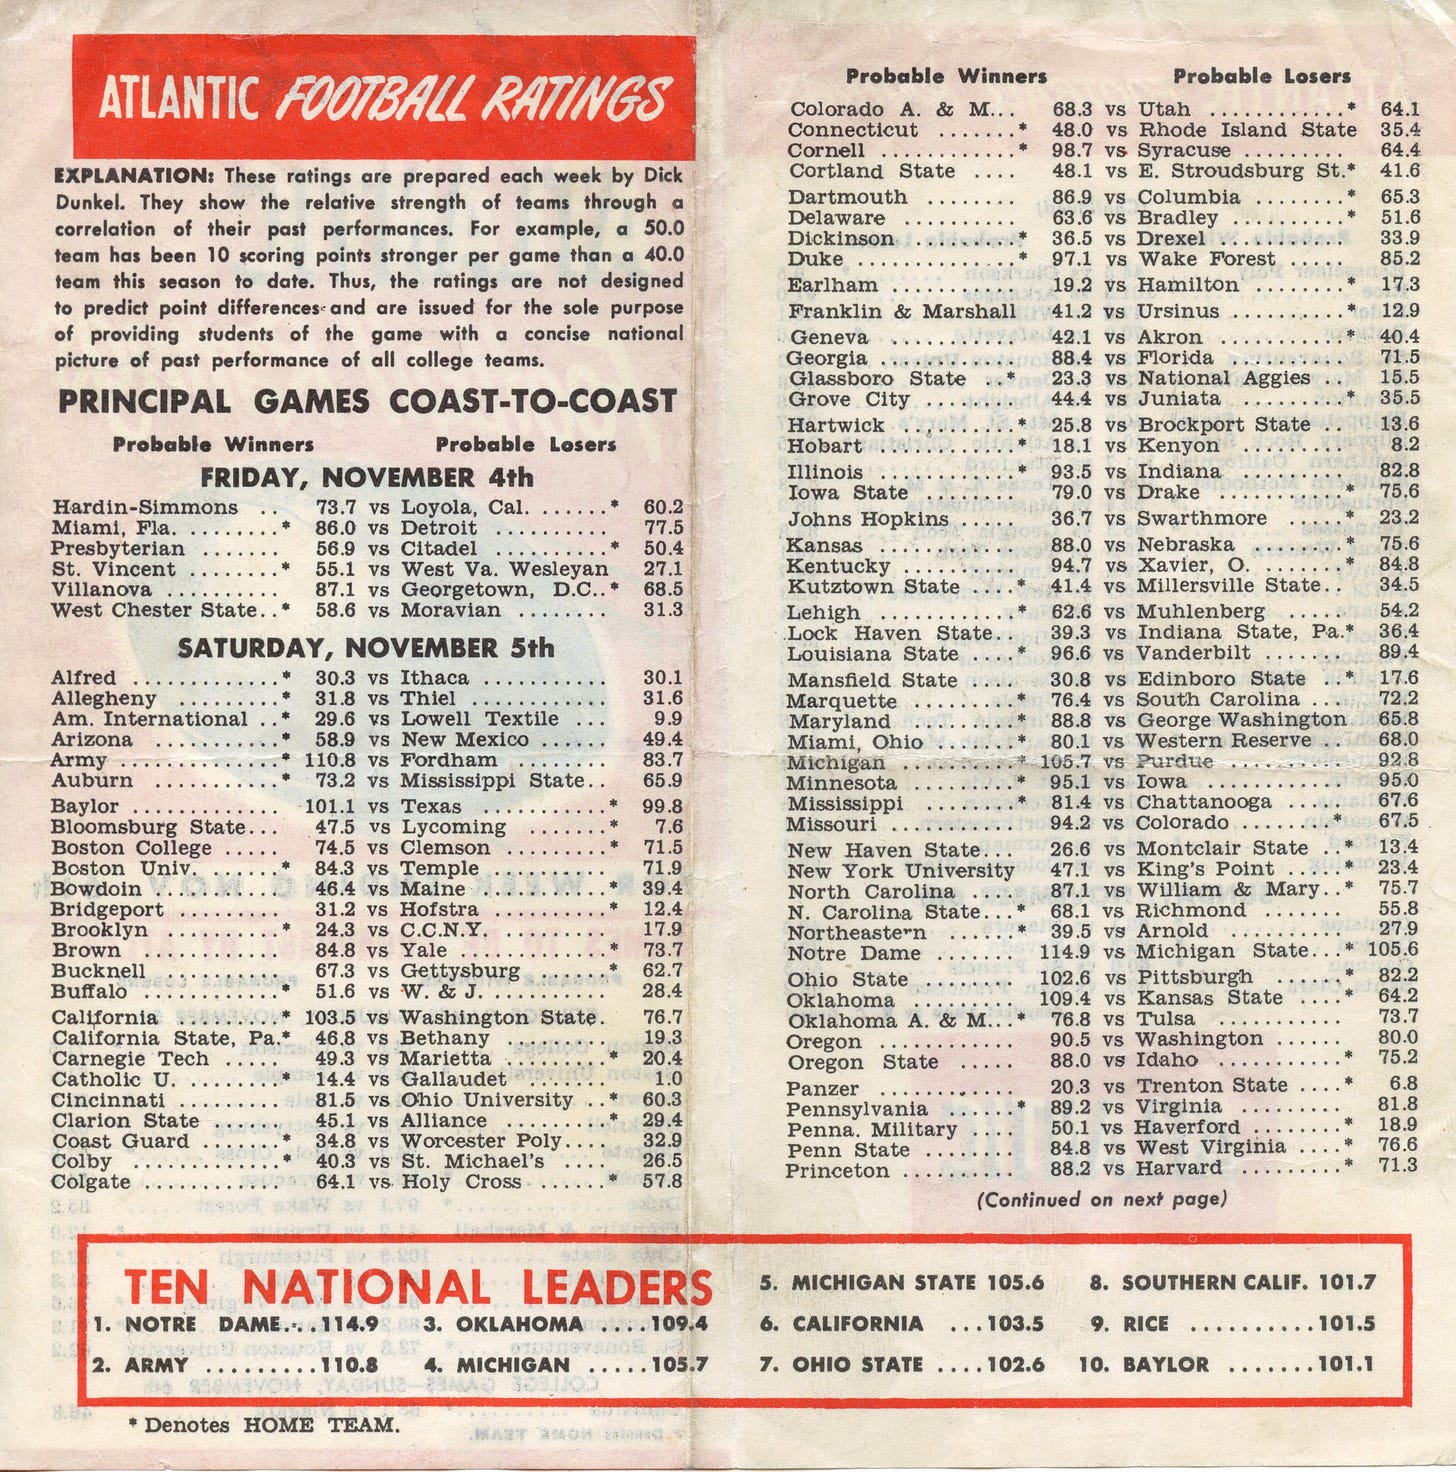 ATLANTIC FOOTBALL RATINGS
EXPLANATION: These ratings are prepared each week by Dick
Dunkel. They show the relative strength of teams through a
correlation of their past performances. For example, a 50.0
team has been 10 scoring points stronger per game than a 40.0
team this season to date. Thus, the ratings are not designed
to predict point differences and are issued for the sole purpose
of providing students of the game with a concise national
picture of past performance of all college teams.
PRINCIPAL GAMES COAST-TO-COAST
Probable Winners Probable Losers
FRIDAY, NOVEMBER 4th
Hardin-Simmons .. 73.7 vs Loyola, Cal. ......* 60.2
Miami, Fla. ........* 86.0 vs Detroit ........... 77.5
Presbyterian ........ 56.9 vs Citadel ..........* 50.4
St. Vincent ........* 55.1 vs West Va. Wesleyan 27.1
Villanova .......... 87.1 vs Georgetown, D.C..* 68.5
West Chester State..* 58.6 vs Moravian ......... 31.3
SATURDAY, NOVEMBER 5th
Alfred .............* 30.3 vs Ithaca ........... 30.1
Allegheny ..........* 31.8 vs Thiel ............ 31.6
Am. International ..* 29.6 vs Lowell Textile ... 9.9
Arizona ...........* 58.9 vs New Mexico ...... 49.4
Army ...............* 110.8 vs Fordham ........ 83.7
Auburn ............* 73.2 vs Mississippi State.. 65.9
Baylor ............. 101.1 vs Texas ...........* 99.8
Bloomsburg State... 47.5 vs Lycoming .......* 7.6
Boston College ..... 74.5 vs Clemson .........* 71.5
Boston Univ. .......* 84.3 vs Temple .......... 71.9
Bowdoin ............ 46.4 vs Maine ...........* 39.4
Bridgeport ......... 31.2 vs Hofstra ..........* 12.4
Brooklyn ..........* 24.3 vs C.C.N.Y. ......... 17.9
Brown ............. 84.8 vs Yale ............* 73.7
Bucknell ........... 67.3 vs Gettysburg ......* 62.7
Buffalo ............* 51.6 vs W. & J. .......... 28.4
California .........* 103.5 vs Washington State. 76.7
California State, Pa.* 46.8 vs Bethany ......... 19.3
Carnegie Tech ..... 49.3 vs Marietta .........* 20.4
Catholic U. ........* 14.4 vs Gallaudet ....... 1.0
Cincinnati ......... 81.5 vs Ohio University ..* 60.3
Clarion State ...... 45.1 vs Alliance .........* 29.4
Coast Guard .......* 34.8 vs Worcester Poly.... 32.9
Colby .............* 40.3 vs St. Michael's .... 26.5
Colgate ............ 64.1 vs Holy Cross ......* 57.8
Probable Winners Probable Losers
Colorado A. & M... 68.3 vs Utah ............* 64.1
Connecticut .......* 48.0 vs Rhode Island State 35.4
Cornell ............* 98.7 vs Syracuse ......... 64.4
Cortland State .... 48.1 vs E. Stroudsburg St.* 41.6
Dartmouth ........ 86.9 vs Columbia .........* 65.3
Delaware .......... 63.6 vs Bradley ..........* 51.6
Dickinson .........* 36.5 vs Drexel ........... 33.9
Duke ..............* 97.1 vs Wake Forest ..... 85.2
Earlham ........... 19.2 vs Hamilton ........* 17.3
Franklin & Marshall 41.2 vs Ursinus ..........* 12.9
Geneva ............ 42.1 vs Akron ...........* 40.4
Georgia ............ 88.4 vs Florida .......... 71.5
Glassboro State ..* 23.3 vs National Aggies .. 15.5
Grove City ........ 44.4 vs Juniata ..........* 35.5
Hartwick ..........* 25.8 vs Brockport State .. 13.6
Hobart ............* 18.1 vs Kenyon .......... 8.2
Illinois ............* 93.5 vs Indiana .......... 82.8
Iowa State ........ 79.0 vs Drake ...........* 75.6
Johns Hopkins ..... 36.7 vs Swarthmore .....* 23.2
Kansas ............ 88.0 vs Nebraska ........* 75.6
Kentucky .......... 94.7 vs Xavier, O. .......* 84.8
Kutztown State ....* 41.4 vs Millersville State.. 34.5
Lehigh ............* 62.6 vs Muhlenberg ..... 54.2
Lock Haven State.. 39.3 vs Indiana State, Pa.* 36.4
Louisiana State ....* 96.6 vs Vanderbilt ....... 89.4
Mansfield State .... 30.8 vs Edinboro State ..* 17.6
Marquette .........* 76.4 vs South Carolina ... 72.2
Maryland ..........* 88.8 vs George Washington 65.8
Miami, Ohio .......* 80.1 vs Western Reserve .. 68.0
Michigan ..........* 105.7 vs Purdue ........... 92.8
Minnesota .........* 95.1 vs Iowa ............. 95.0
Mississippi ........* 81.4 vs Chattanooga ..... 67.6
Missouri ........... 94.2 vs Colorado .........* 67.5
New Haven State... 26.6 vs Montclair State ..* 13.4
New York University 47.1 vs King's Point .....* 23.4
North Carolina .... 87.1 vs William & Mary..* 75.7
N. Carolina State...* 68.1 vs Richmond ....... 55.8
Northeastern ......* 39.5 vs Arnold ........... 27.9
Notre Dame ....... 114.9 vs Michigan State...* 105.6
Ohio State ........ 102.6 vs Pittsburgh .......* 82.2
Oklahoma ......... 109.4 vs Kansas State ....* 64.2
Oklahoma A. & M...* 76.8 vs Tulsa ............ 73.7
Oregon ............ 90.5 vs Washington ...... 80.0
Oregon State ..... 88.0 vs Idaho ...........* 75.2
Panzer ............ 20.3 vs Trenton State ....* 6.8
Pennsylvania ......* 89.2 vs Virginia .......... 81.8
Penna. Military .... 50.1 vs Haverford ........* 18.9
Penn State ........ 84.8 vs West Virginia ....* 76.6
Princeton .......... 88.2 vs Harvard .........* 71.3
(Continued on next page)
TEN NATIONAL LEADERS
1. NOTRE DAME....114.9
2. ARMY .........110.8
3. OKLAHOMA ....109.4
4. MICHIGAN .....105.7
5. MICHIGAN STATE 105.6
6. CALIFORNIA ...103.5
7. OHIO STATE ....102.6
8. SOUTHERN CALIF. 101.7
9. RICE ..........101.5
10. BAYLOR .......101.1
* Denotes HOME TEAM.